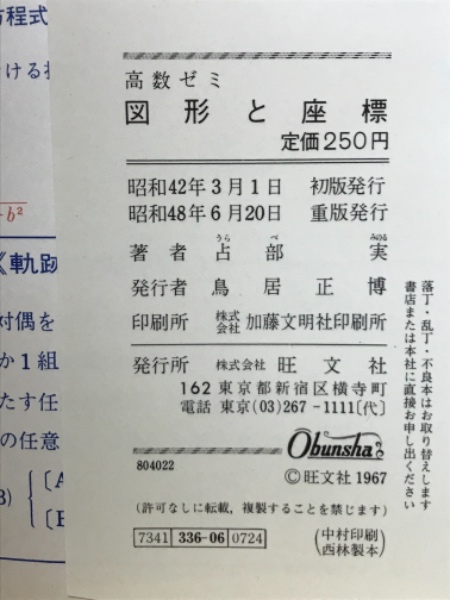 方程式
ける
b²
《軌跡
対偶を
か1組
たす任
の任意
3) {〔A
〔B
高数ゼミ
図形と座標
定価250円
昭和42年3月1日 初版発行
昭和48年6月20日 重版発行
著者 占部 実
うら べ みのる
発行者 鳥居正博
印刷所 株式会社 加藤文明社印刷所
発行所 株式会社 旺文社
162 東京都新宿区横寺町
電話 東京(03)267-1111〔代〕
Obunsha
804022
©旺文社 1967
(許可なしに転載，複製することを禁じます)
7341 336-06 0724
(中村印刷
西林製本)
落丁・乱丁・不良本はお取り替えします
書店または本社に直接お申し出ください